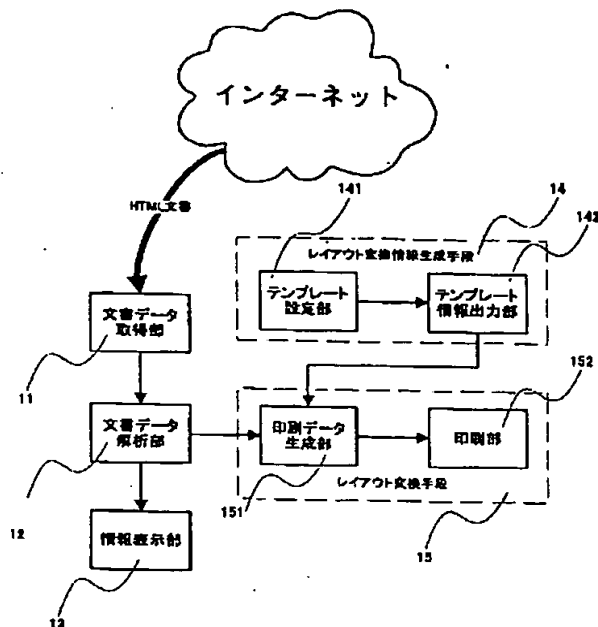 インターネット
HTML文書
141
14
142
レイアウト変換情報生成手段
テンプレート
設定部
テンプレート
情報出力部
文書データ
取得部
11
152
文書データ
解析部
印刷データ
生成部
印刷部
12
151
レイアウト変換手段
15
情報表示部
13